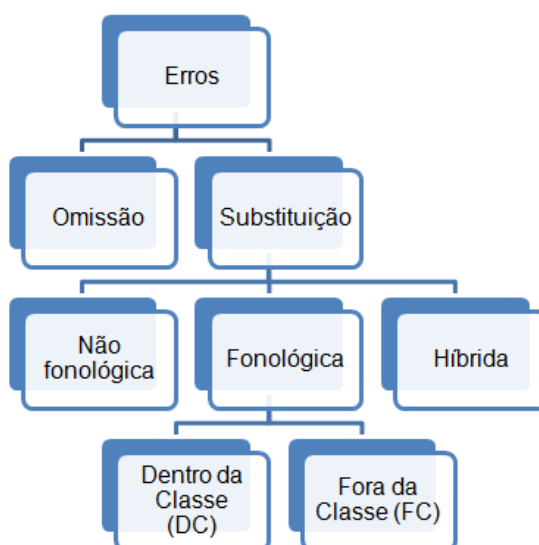 Erros
Omissão
Substituição
Não
fonológica
Fonológica
Híbrida
Dentro da
Classe
(DC)
Fora da
Classe (FC)